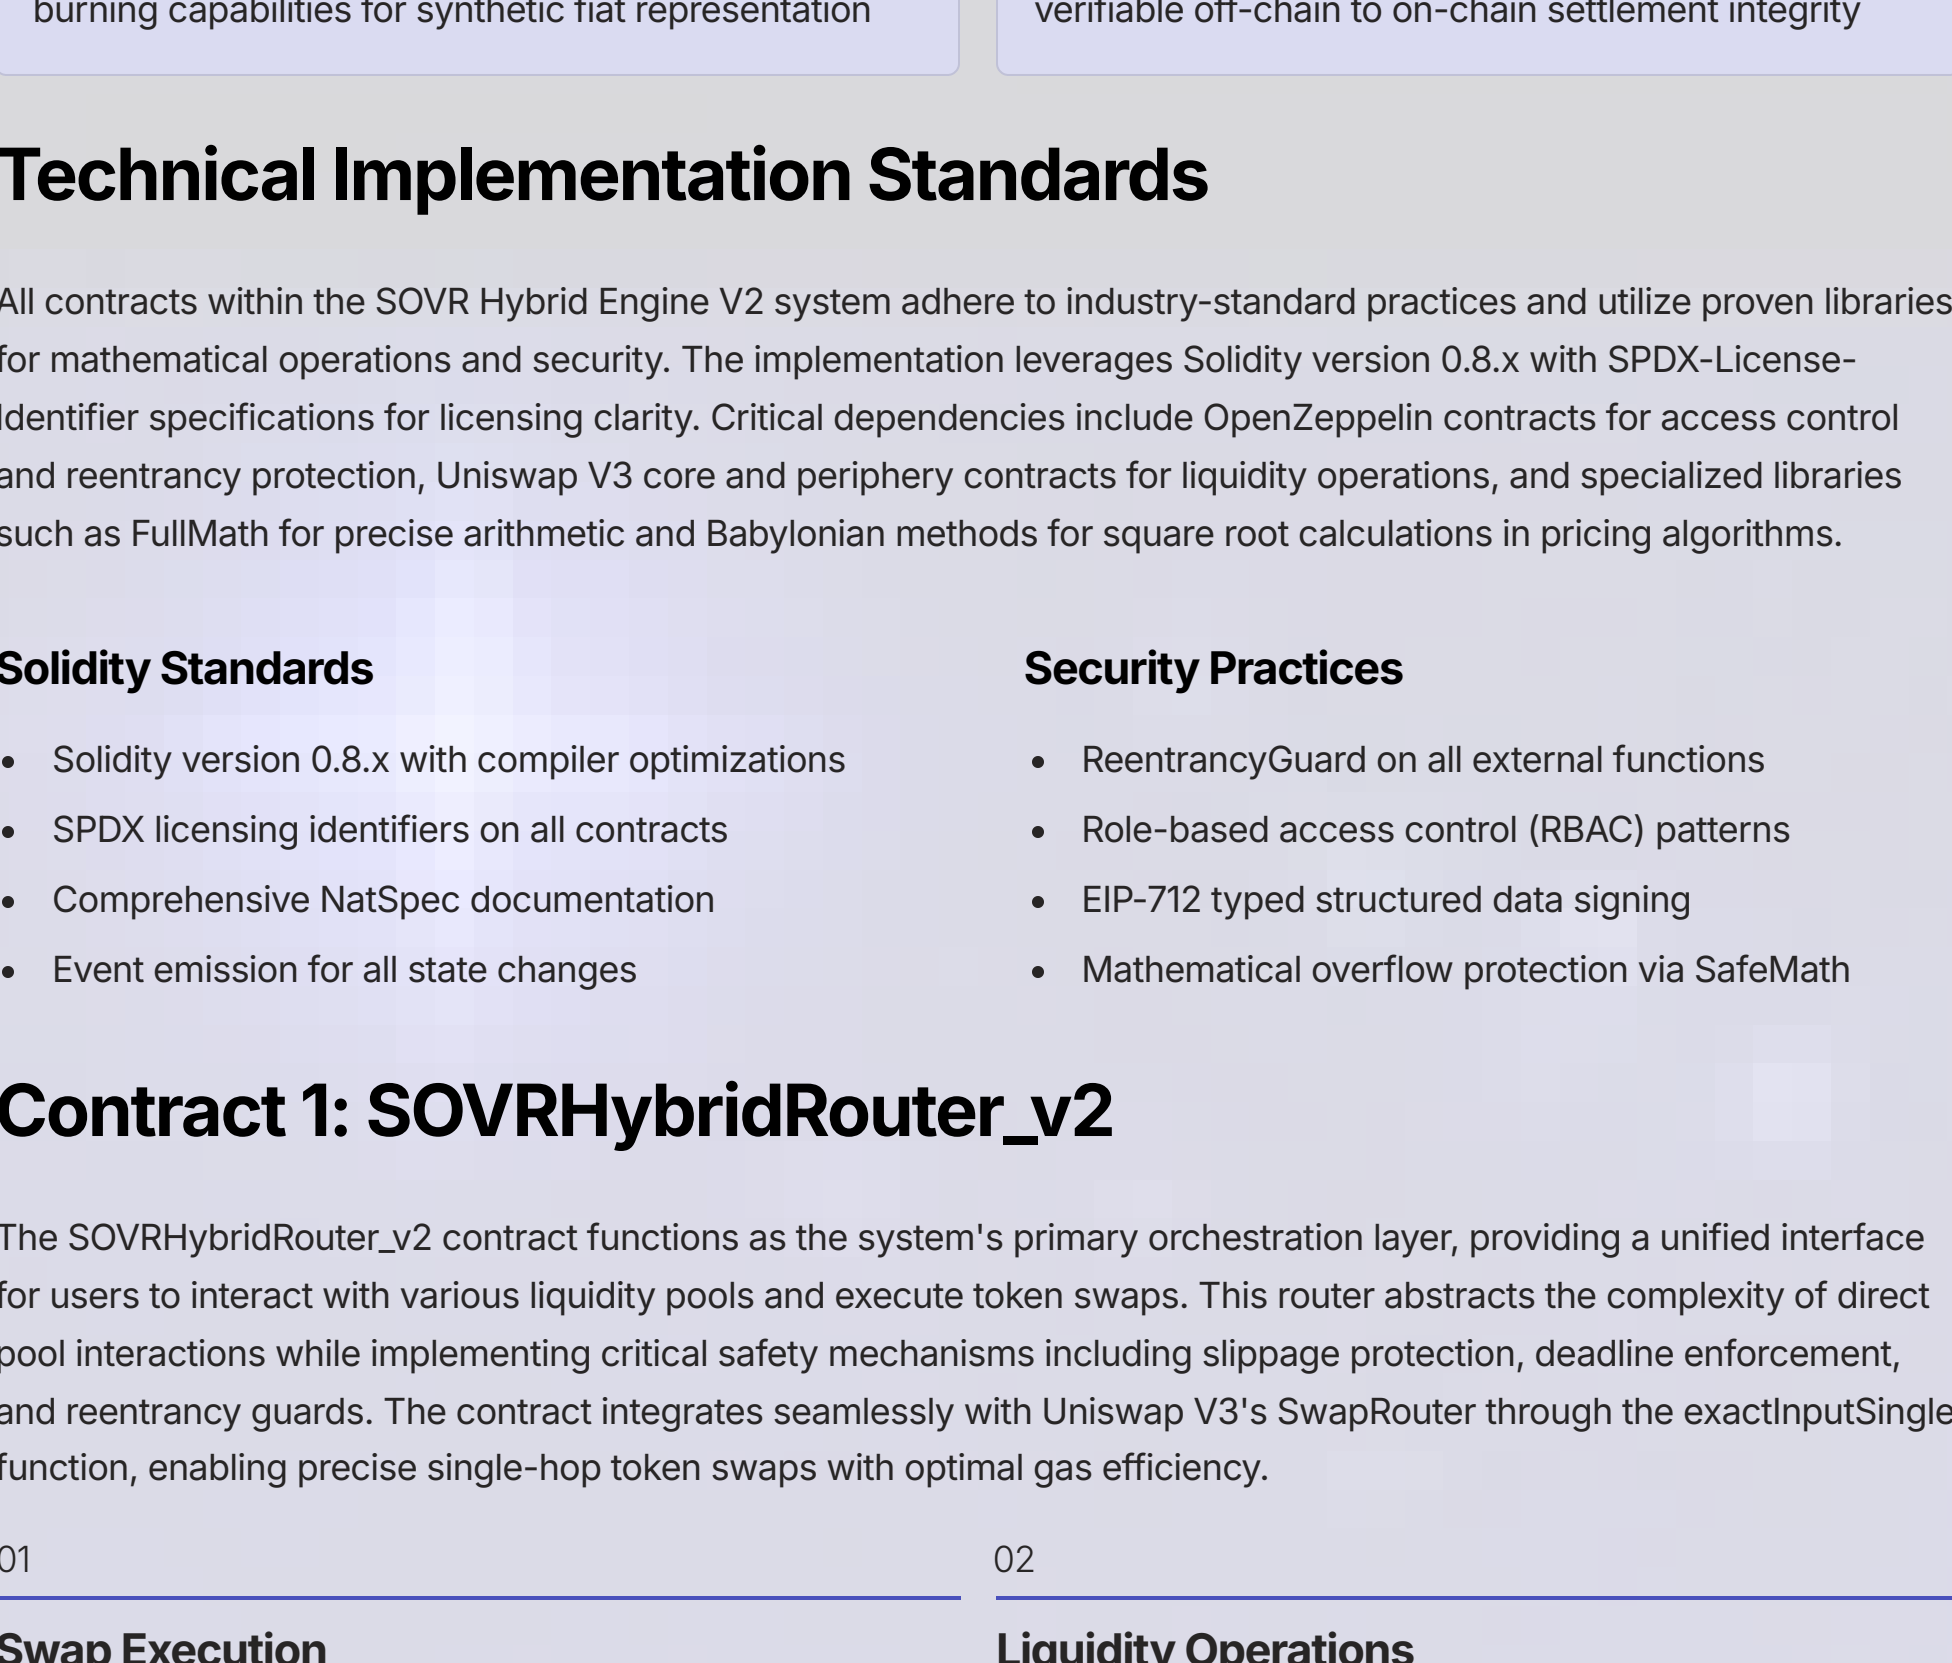 burning capabilities for synthetic fiat representation
verifiable off-chain to on-chain settlement integrity
Technical Implementation Standards
All contracts within the SOVR Hybrid Engine V2 system adhere to industry-standard practices and utilize proven libraries
for mathematical operations and security. The implementation leverages Solidity version 0.8.x with SPDX-License-
Identifier specifications for licensing clarity. Critical dependencies include OpenZeppelin contracts for access control
and reentrancy protection, Uniswap V3 core and periphery contracts for liquidity operations, and specialized libraries
such as FullMath for precise arithmetic and Babylonian methods for square root calculations in pricing algorithms.
Solidity Standards
• Solidity version 0.8.x with compiler optimizations
• SPDX licensing identifiers on all contracts
• Comprehensive NatSpec documentation
• Event emission for all state changes
Security Practices
• ReentrancyGuard on all external functions
• Role-based access control (RBAC) patterns
• EIP-712 typed structured data signing
• Mathematical overflow protection via SafeMath
Contract 1: SOVRHybridRouter_v2
The SOVRHybridRouter_v2 contract functions as the system's primary orchestration layer, providing a unified interface
for users to interact with various liquidity pools and execute token swaps. This router abstracts the complexity of direct
pool interactions while implementing critical safety mechanisms including slippage protection, deadline enforcement,
and reentrancy guards. The contract integrates seamlessly with Uniswap V3's SwapRouter through the exactInputSingle
function, enabling precise single-hop token swaps with optimal gas efficiency.
01
Swap Execution
02
Liquidity Operations